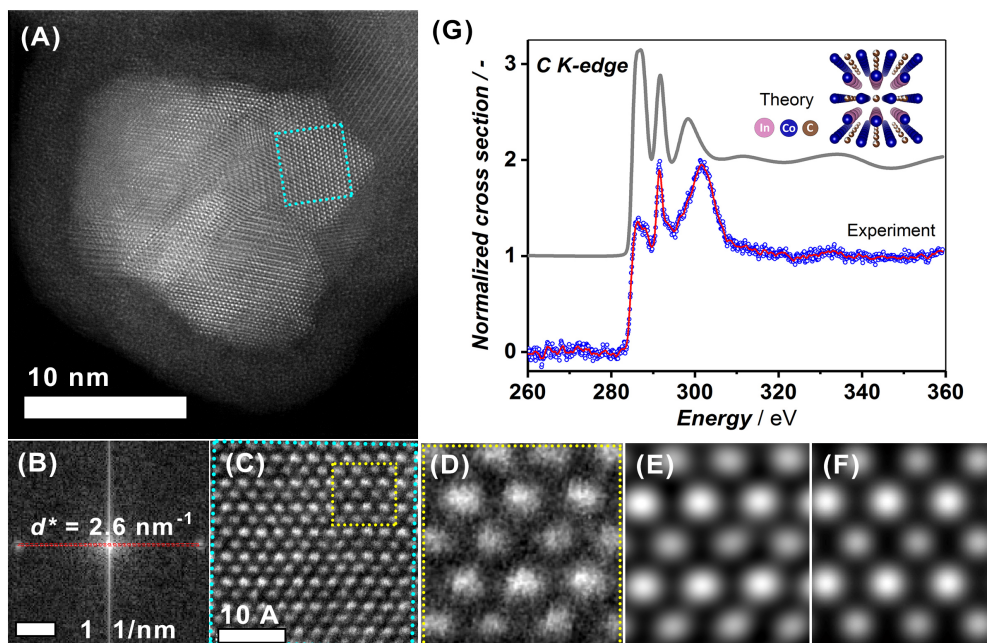 (A)
10 nm
(B)
d* = 2.6 nm-1
1 1/nm
(C)
10 A
(D)
(E)
(F)
(G)
C K-edge
Theory
In Co C
Experiment
3
2
1
0
260 280 300 320 340 360
Energy / eV
Normalized cross section / -